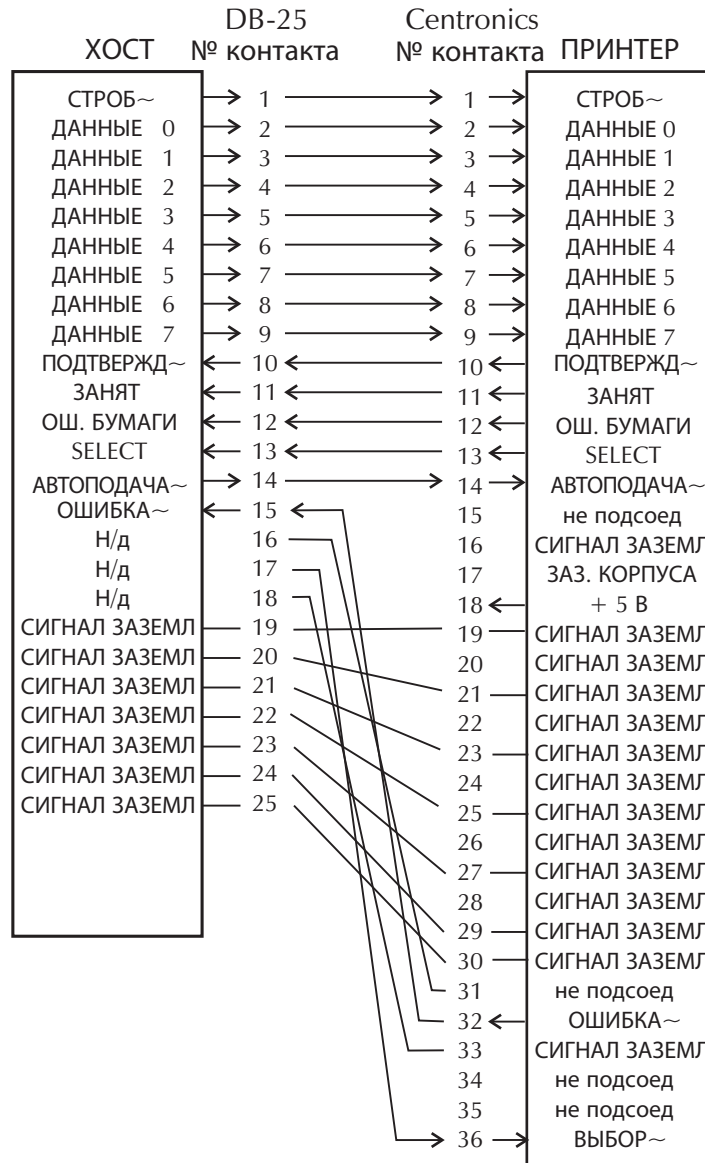 DB-25 Centronics
ХОСТ № контакта № контакта ПРИНТЕР
СТРОБ~ 1 1 СТРОБ~
ДАННЫЕ 0 2 2 ДАННЫЕ 0
ДАННЫЕ 1 3 3 ДАННЫЕ 1
ДАННЫЕ 2 4 4 ДАННЫЕ 2
ДАННЫЕ 3 5 5 ДАННЫЕ 3
ДАННЫЕ 4 6 6 ДАННЫЕ 4
ДАННЫЕ 5 7 7 ДАННЫЕ 5
ДАННЫЕ 6 8 8 ДАННЫЕ 6
ДАННЫЕ 7 9 9 ДАННЫЕ 7
ПОДТВЕРЖД~ 10 10 ПОДТВЕРЖД~
ЗАНЯТ 11 11 ЗАНЯТ
ОШ. БУМАГИ 12 12 ОШ. БУМАГИ
SELECT 13 13 SELECT
АВТОПОДАЧА~ 14 14 АВТОПОДАЧА~
ОШИБКА~ 15 15 не подсоед
Н/д 16 16 СИГНАЛ ЗАЗЕМЛ
Н/д 17 17 ЗАЗ. КОРПУСА
Н/д 18 18 + 5 В
СИГНАЛ ЗАЗЕМЛ 19 19 СИГНАЛ ЗАЗЕМЛ
СИГНАЛ ЗАЗЕМЛ 20 20 СИГНАЛ ЗАЗЕМЛ
СИГНАЛ ЗАЗЕМЛ 21 21 СИГНАЛ ЗАЗЕМЛ
СИГНАЛ ЗАЗЕМЛ 22 22 СИГНАЛ ЗАЗЕМЛ
СИГНАЛ ЗАЗЕМЛ 23 23 СИГНАЛ ЗАЗЕМЛ
СИГНАЛ ЗАЗЕМЛ 24 24 СИГНАЛ ЗАЗЕМЛ
СИГНАЛ ЗАЗЕМЛ 25 25 СИГНАЛ ЗАЗЕМЛ
26 СИГНАЛ ЗАЗЕМЛ
27 СИГНАЛ ЗАЗЕМЛ
28 СИГНАЛ ЗАЗЕМЛ
29 СИГНАЛ ЗАЗЕМЛ
30 СИГНАЛ ЗАЗЕМЛ
31 не подсоед
32 ОШИБКА~
33 СИГНАЛ ЗАЗЕМЛ
34 не подсоед
35 не подсоед
36 ВЫБОР~